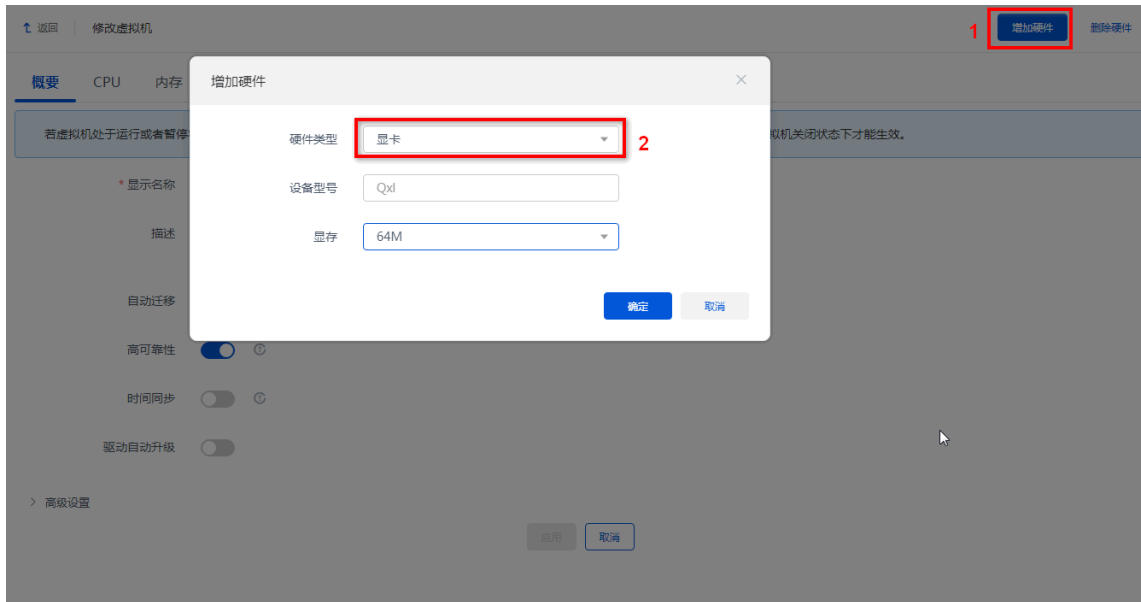 返回 修改虚拟机 1 增加硬件 删除硬件
概要 CPU 内存
增加硬件
若虚拟机处于运行或者暂停
拟机关闭状态下才能生效。
硬件类型 显卡 2
设备型号 Qxl
显存 64M
确定 取消
* 显示名称
描述
自动迁移
高可靠性
时间同步
驱动自动升级
高级设置
应用 取消